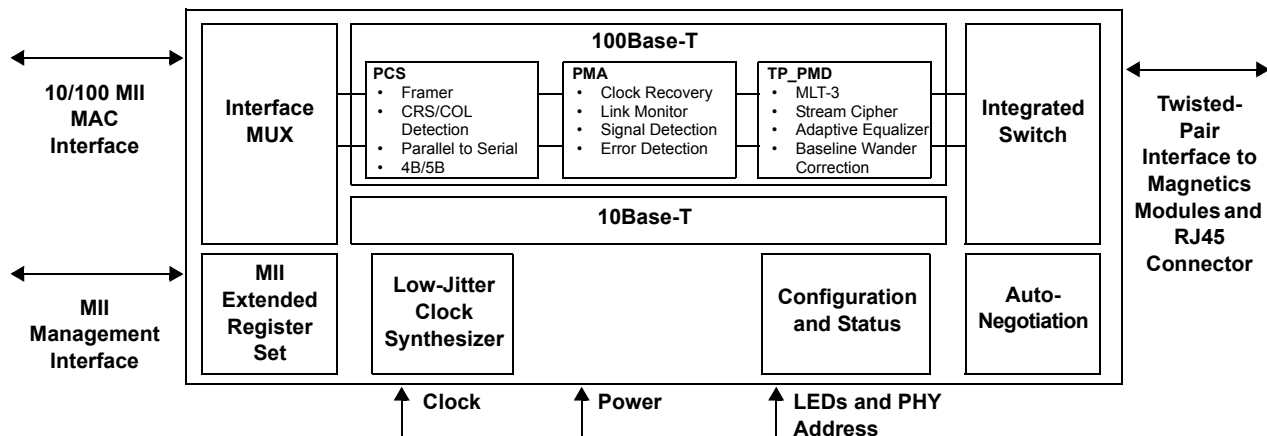 100Base-T
10/100 MII
MAC
Interface
Interface
MUX
PCS
• Framer
• CRS/COL
Detection
• Parallel to Serial
• 4B/5B
PMA
• Clock Recovery
• Link Monitor
• Signal Detection
• Error Detection
TP_PMD
• MLT-3
• Stream Cipher
• Adaptive Equalizer
• Baseline Wander
Correction
Integrated
Switch
Twisted-
Pair
Interface to
Magnetics
Modules and
RJ45
Connector
10Base-T
MII
Management
Interface
MII
Extended
Register
Set
Low-Jitter
Clock
Synthesizer
Configuration
and Status
Auto-
Negotiation
Clock
Power
LEDs and PHY
Address